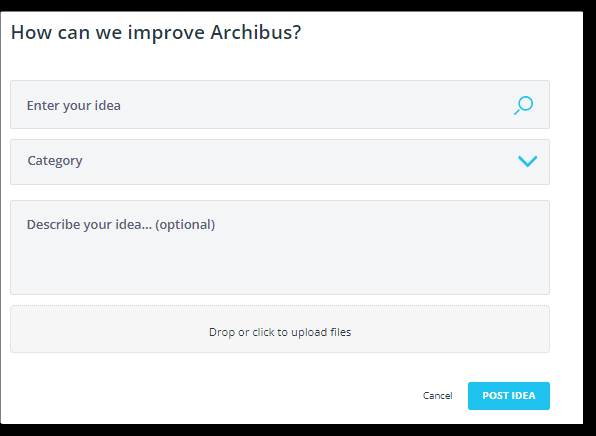 How can we improve Archibus?
Enter your idea
Category
Describe your idea... (optional)
Drop or click to upload files
Cancel
POST IDEA